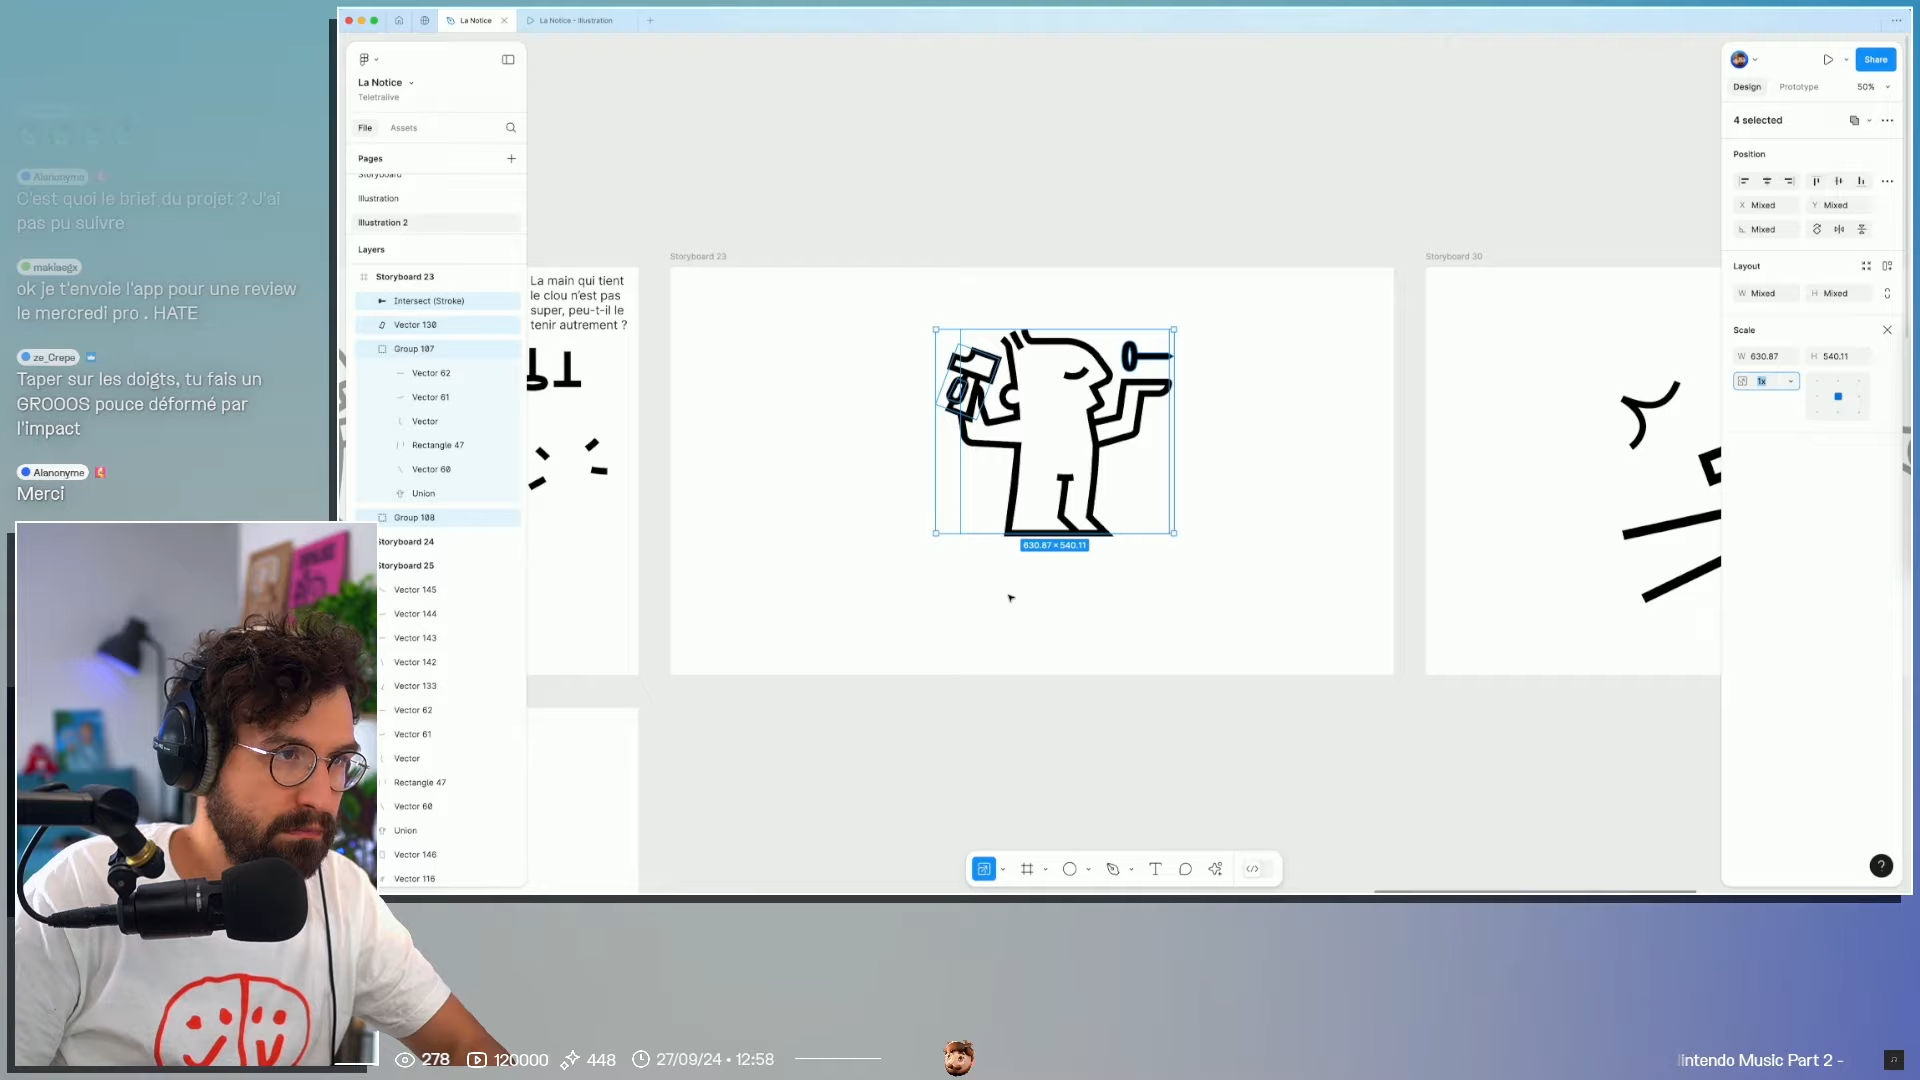 Alanonyme
C'est quoi le brief du projet ? J'ai
pas pu suivre
makiaegx
ok je t'envoie l'app pour une review
le mercredi pro . HATE
ze_Crepe
Taper sur les doigts, tu fais un
GROOOS pouce déformé par
l'impact
Alanonyme
Merci
La Notice
La Notice - Illustration
La Notice
Teletralive
File
Assets
Pages
Storyboard
Illustration
Illustration 2
Layers
Storyboard 23
Intersect (Stroke)
Vector 130
Group 107
Vector 62
Vector 61
Vector
Rectangle 47
Vector 60
Union
Group 108
Storyboard 24
Storyboard 25
Vector 145
Vector 144
Vector 143
Vector 142
Vector 133
Vector 62
Vector 61
Vector
Rectangle 47
Vector 60
Union
Vector 146
Vector 116
La main qui tient
le clou n'est pas
super, peu-t-il le
tenir autrement ?
Storyboard 23
630.87 × 540.11
Storyboard 30
Share
Design
Prototype
50%
4 selected
Position
X Mixed
Y Mixed
Mixed
Layout
W Mixed
H Mixed
Scale
W 630.87
H 540.11
1x
?
278
120000
448
27/09/24 • 12:58
intendo Music Part 2 -